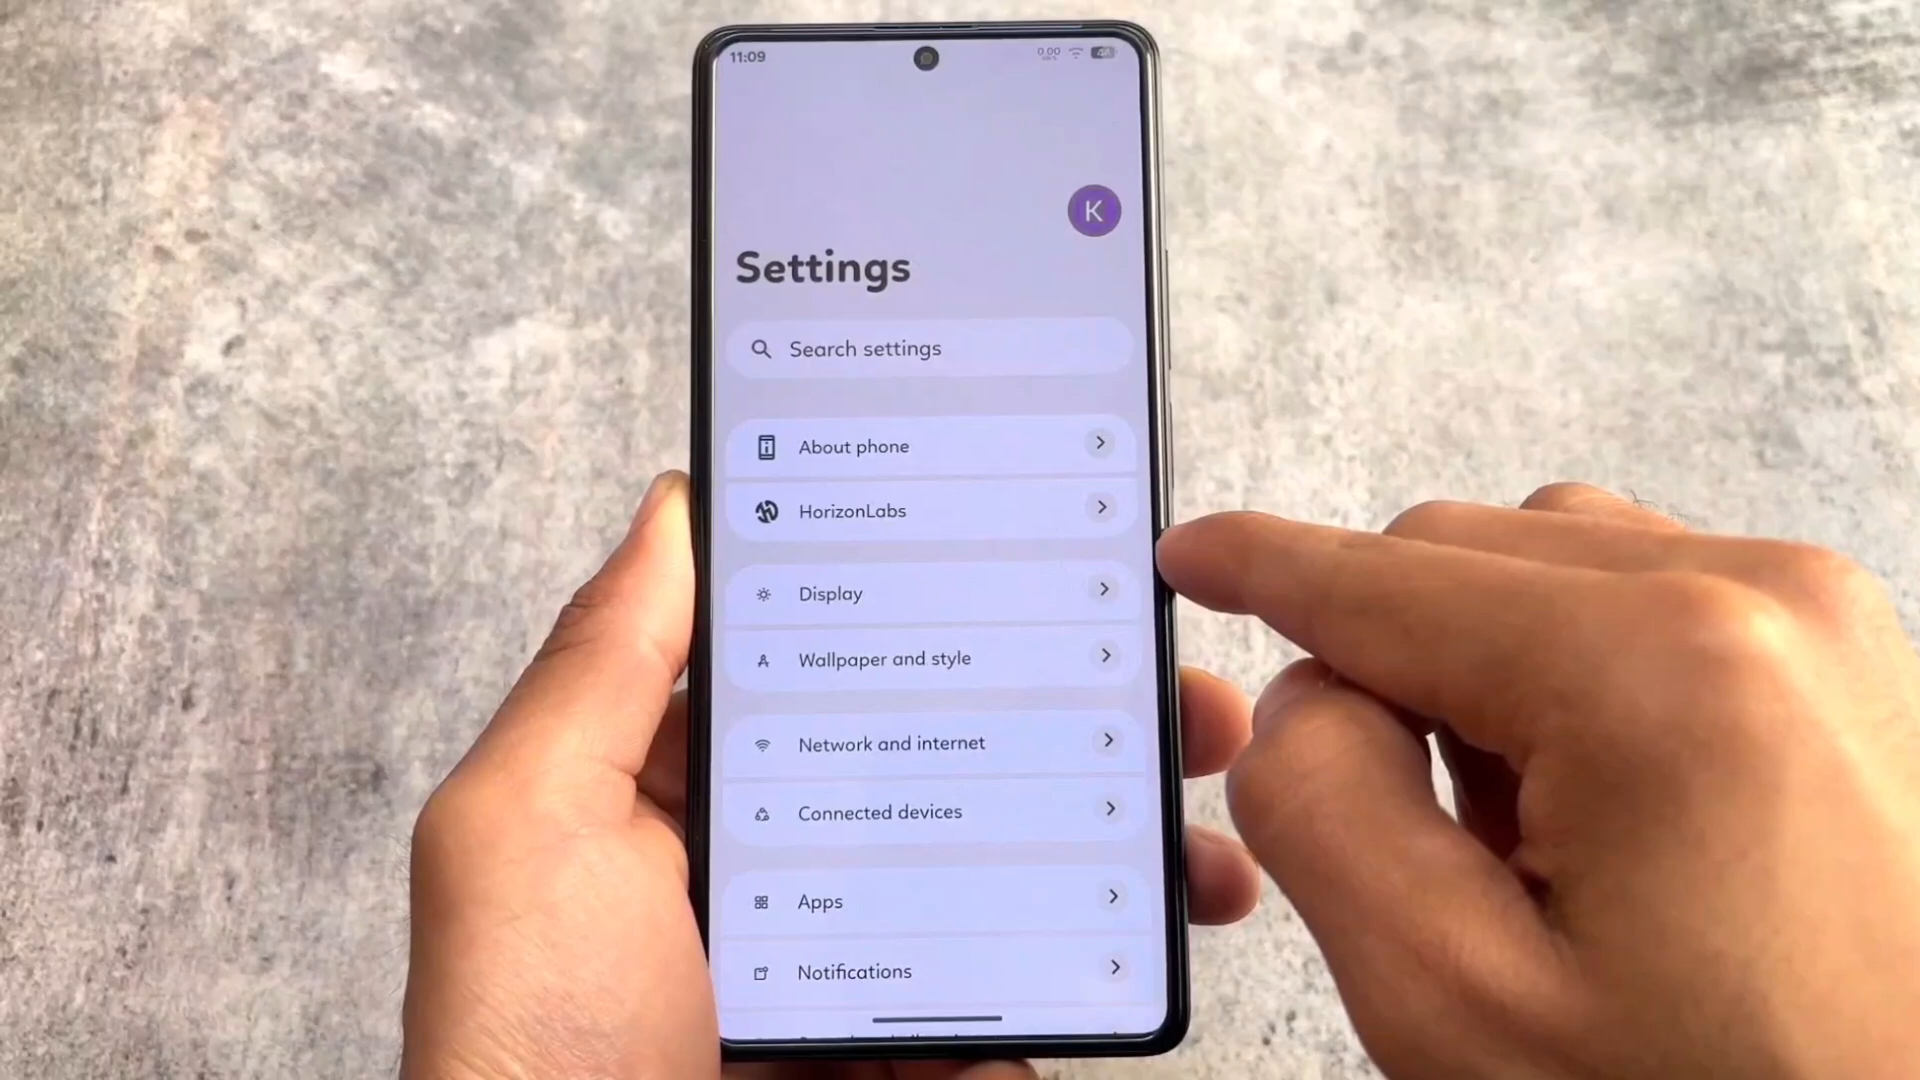 11:09
0.00
K
Settings
Search settings
About phone
HorizonLabs
Display
Wallpaper and style
Network and internet
Connected devices
Apps
Notifications